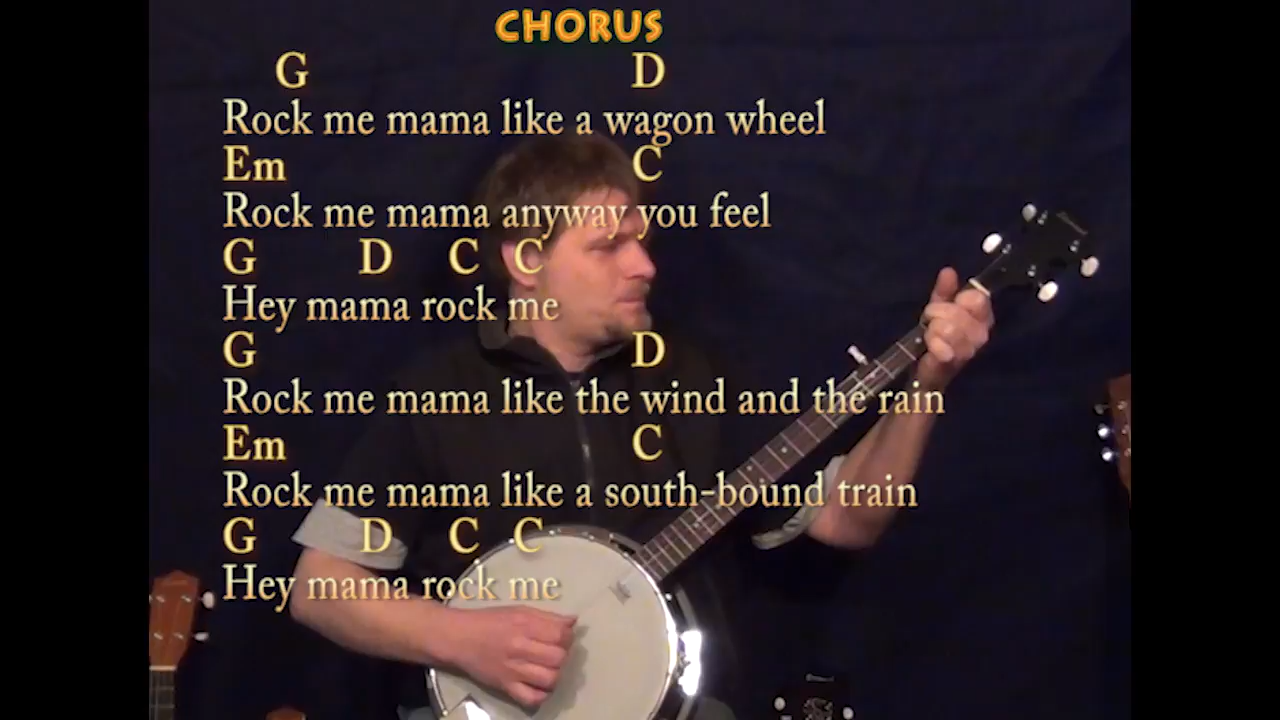 CHORUS
G D
Rock me mama like a wagon wheel
Em C
Rock me mama anyway you feel
G D C C
Hey mama rock me
G D
Rock me mama like the wind and the rain
Em C
Rock me mama like a south-bound train
G D C C
Hey mama rock me